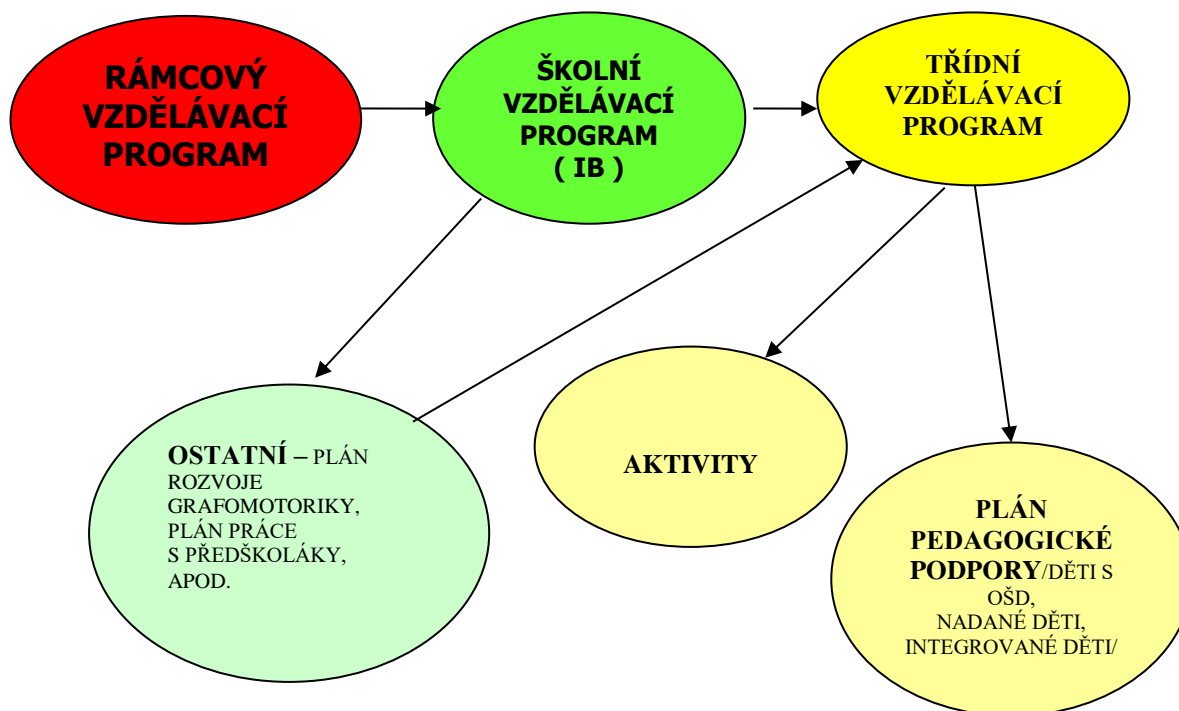 RÁMCOVÝ
VZDĚLÁVACÍ
PROGRAM
ŠKOLNÍ
VZDĚLÁVACÍ
PROGRAM
( IB )
TŘÍDNÍ
VZDĚLÁVACÍ
PROGRAM
OSTATNÍ – PLÁN
ROZVOJE
GRAFOMOTORIKY,
PLÁN PRÁCE
S PŘEDŠKOLÁKY,
APOD.
AKTIVITY
PLÁN
PEDAGOGICKÉ
PODPORY/DĚTI S
OŠD,
NADANÉ DĚTI,
INTEGROVANÉ DĚTI/